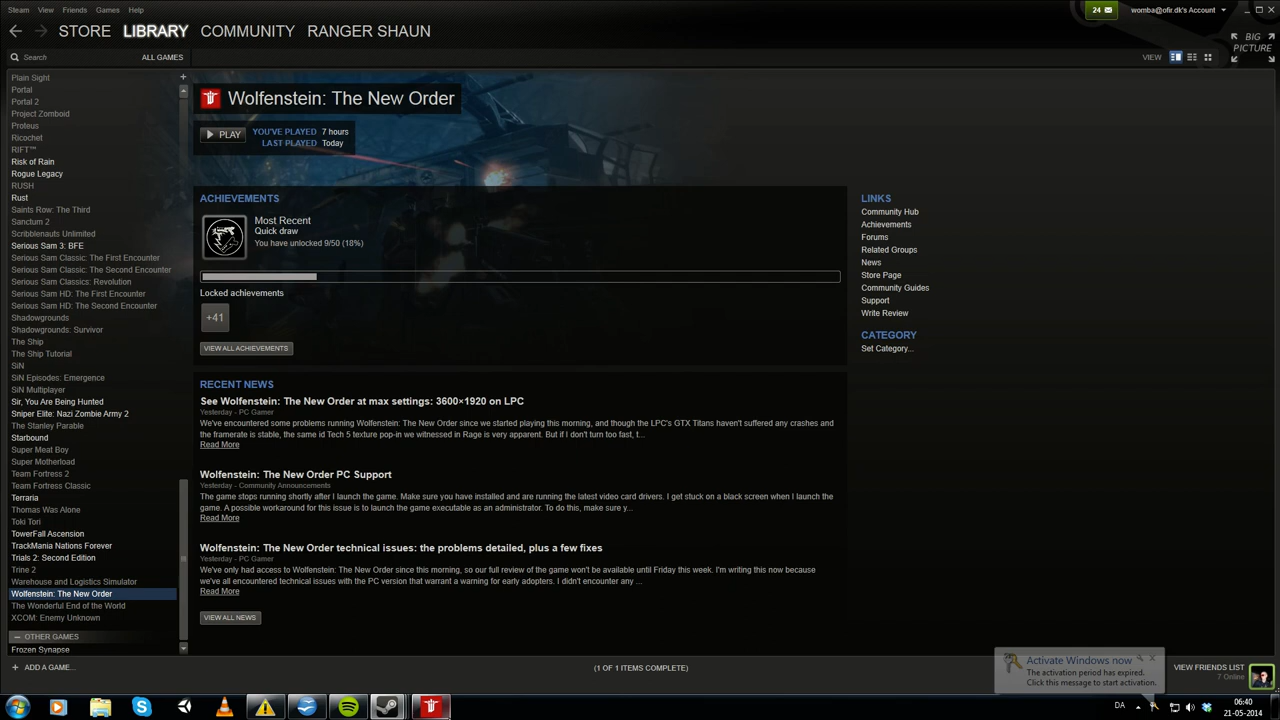 Steam View Friends Games Help
24
womba@ofir.dk's Account
STORE LIBRARY COMMUNITY RANGER SHAUN
BIG PICTURE
Search
ALL GAMES
VIEW
Plain Sight
Portal
Portal 2
Project Zomboid
Proteus
Ricochet
RIFT™
Risk of Rain
Rogue Legacy
RUSH
Rust
Saints Row: The Third
Sanctum 2
Scribblenauts Unlimited
Serious Sam 3: BFE
Serious Sam Classic: The First Encounter
Serious Sam Classic: The Second Encounter
Serious Sam Classics: Revolution
Serious Sam HD: The First Encounter
Serious Sam HD: The Second Encounter
Shadowgrounds
Shadowgrounds: Survivor
The Ship
The Ship Tutorial
SiN
SiN Episodes: Emergence
SiN Multiplayer
Sir, You Are Being Hunted
Sniper Elite: Nazi Zombie Army 2
The Stanley Parable
Starbound
Super Meat Boy
Super Motherload
Team Fortress 2
Team Fortress Classic
Terraria
Thomas Was Alone
Toki Tori
TowerFall Ascension
TrackMania Nations Forever
Trials 2: Second Edition
Trine 2
Warehouse and Logistics Simulator
Wolfenstein: The New Order
The Wonderful End of the World
XCOM: Enemy Unknown
OTHER GAMES
Frozen Synapse
Wolfenstein: The New Order
PLAY
YOU'VE PLAYED 7 hours
LAST PLAYED Today
ACHIEVEMENTS
Most Recent
Quick draw
You have unlocked 9/50 (18%)
Locked achievements
+41
VIEW ALL ACHIEVEMENTS
RECENT NEWS
See Wolfenstein: The New Order at max settings: 3600×1920 on LPC
Yesterday - PC Gamer
We've encountered some problems running Wolfenstein: The New Order since we started playing this morning, and though the LPC's GTX Titans haven't suffered any crashes and
the framerate is stable, the same id Tech 5 texture pop-in we witnessed in Rage is very apparent. But if I don't turn too fast, t...
Read More
Wolfenstein: The New Order PC Support
Yesterday - Community Announcements
The game stops running shortly after I launch the game. Make sure you have installed and are running the latest video card drivers. I get stuck on a black screen when I launch the
game. A possible workaround for this issue is to launch the game executable as an administrator. To do this, make sure y...
Read More
Wolfenstein: The New Order technical issues: the problems detailed, plus a few fixes
Yesterday - PC Gamer
We've only had access to Wolfenstein: The New Order since this morning, so our full review of the game won't be available until Friday this week. I'm writing this now because
we've all encountered technical issues with the PC version that warrant a warning for early adopters. I didn't encounter any ...
Read More
VIEW ALL NEWS
LINKS
Community Hub
Achievements
Forums
Related Groups
News
Store Page
Community Guides
Support
Write Review
CATEGORY
Set Category...
ADD A GAME...
(1 OF 1 ITEMS COMPLETE)
Activate Windows now
The activation period has expired.
Click this message to start activation.
VIEW FRIENDS LIST
7 Online
DA
06:40
21-05-2014